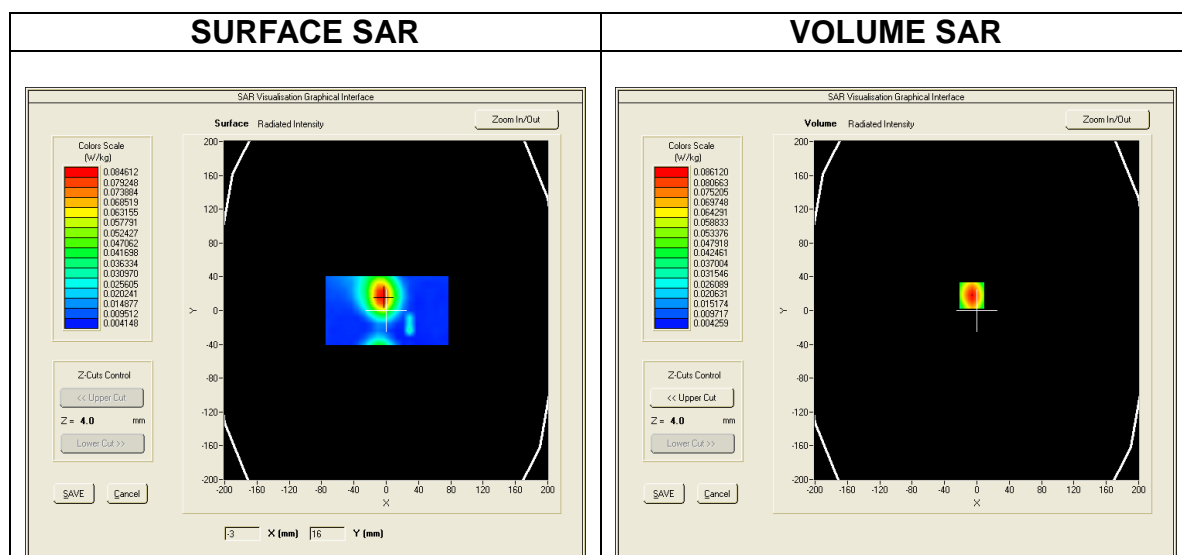 SURFACE SAR
VOLUME SAR
SAR Visualisation Graphical Interface
Surface Radiated Intensity
Zoom In/Out
Colors Scale
(W/kg)
0.084612
0.079248
0.073884
0.068519
0.063155
0.057791
0.052427
0.047062
0.041698
0.036334
0.030970
0.025605
0.020241
0.014877
0.009512
0.004148
Z-Cuts Control
<< Upper Cut
Z = 4.0 mm
Lower Cut >>
SAVE Cancel
200
160
120
80
40
0
-40
-80
-120
-160
-200
Y
-200 -160 -120 -80 -40 0 40 80 120 160 200
X
-3 X (mm) 16 Y (mm)
SAR Visualisation Graphical Interface
Volume Radiated Intensity
Zoom In/Out
Colors Scale
(W/kg)
0.086120
0.080663
0.075205
0.069748
0.064291
0.058833
0.053376
0.047918
0.042461
0.037004
0.031546
0.026089
0.020631
0.015174
0.009717
0.004259
Z-Cuts Control
<< Upper Cut
Z = 4.0 mm
Lower Cut >>
SAVE Cancel
200
160
120
80
40
0
-40
-80
-120
-160
-200
Y
-200 -160 -120 -80 -40 0 40 80 120 160 200
X